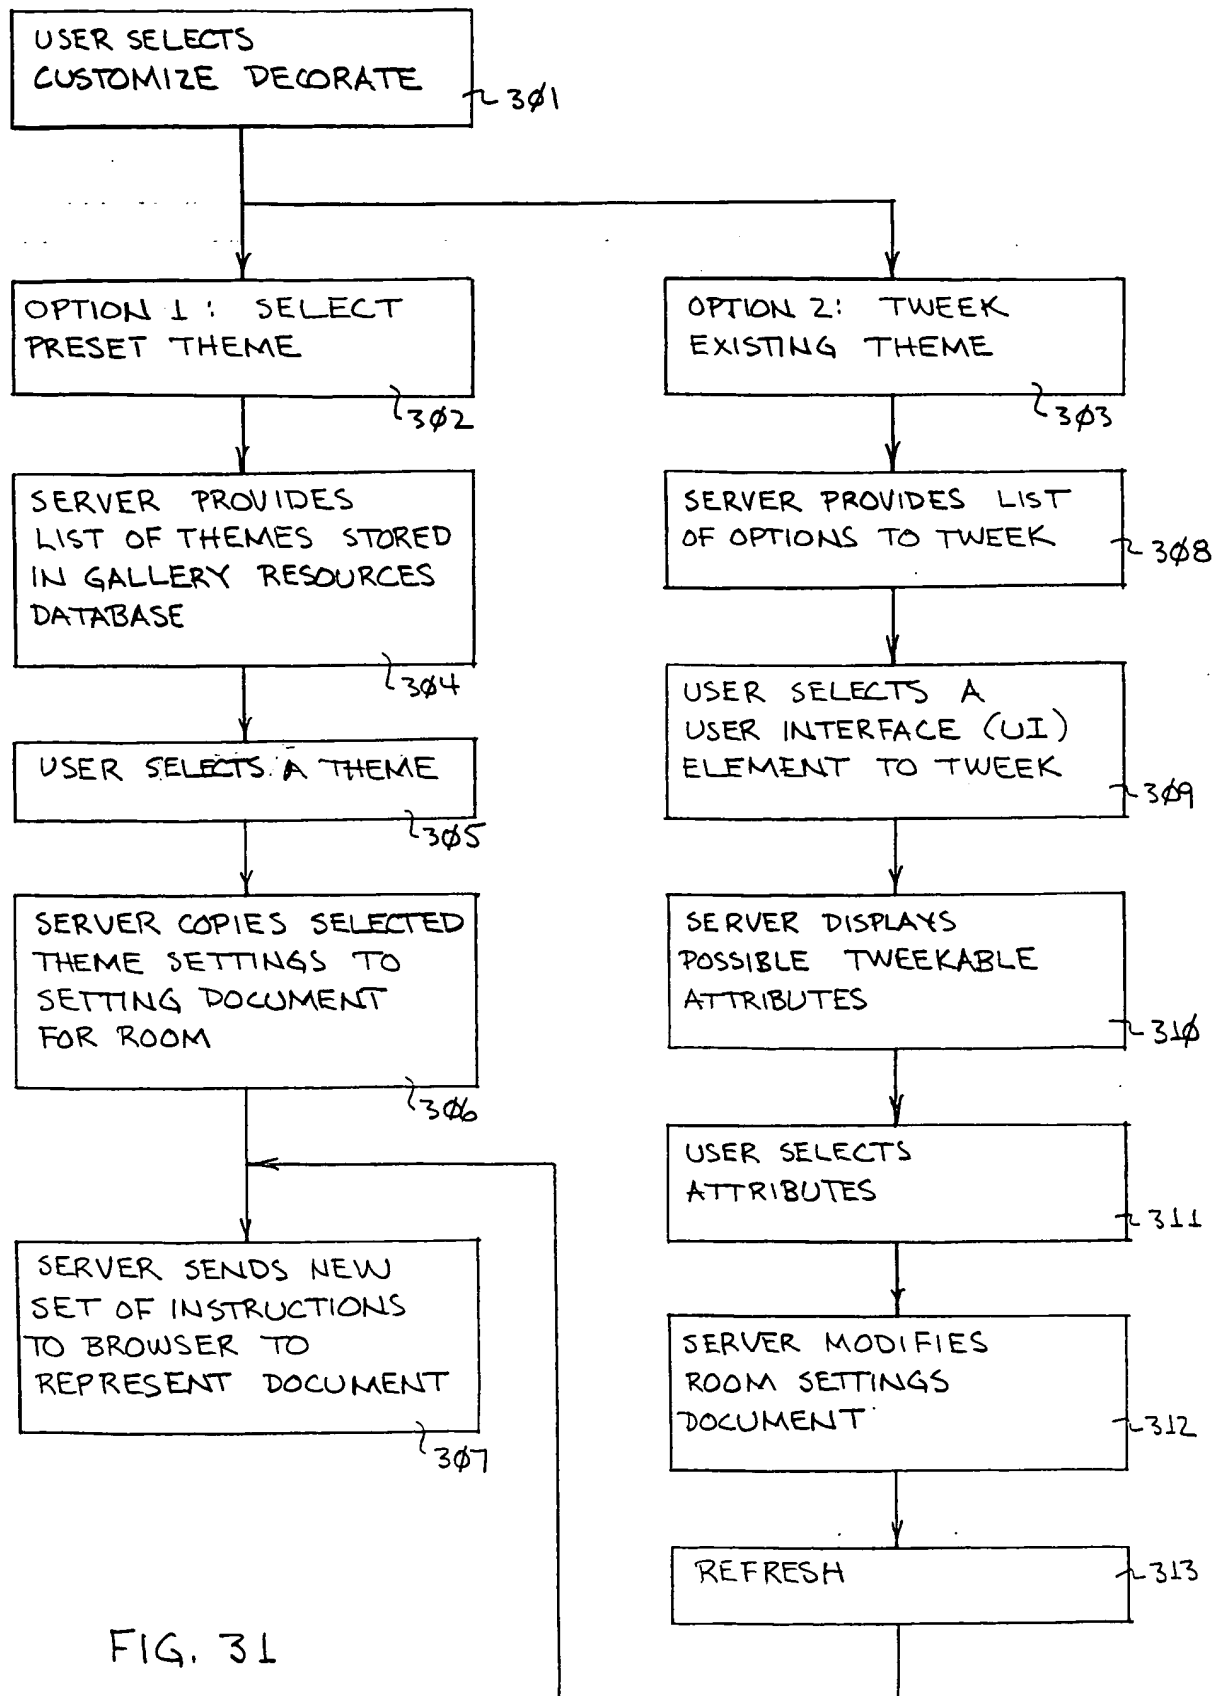 USER SELECTS
CUSTOMIZE DECORATE
301
OPTION 1: SELECT
PRESET THEME
302
SERVER PROVIDES
LIST OF THEMES STORED
IN GALLERY RESOURCES
DATABASE
304
USER SELECTS A THEME
305
SERVER COPIES SELECTED
THEME SETTINGS TO
SETTING DOCUMENT
FOR ROOM
306
SERVER SENDS NEW
SET OF INSTRUCTIONS
TO BROWSER TO
REPRESENT DOCUMENT
307
OPTION 2: TWEEK
EXISTING THEME
303
SERVER PROVIDES LIST
OF OPTIONS TO TWEEK
308
USER SELECTS A
USER INTERFACE (UI)
ELEMENT TO TWEEK
309
SERVER DISPLAYS
POSSIBLE TWEEKABLE
ATTRIBUTES
310
USER SELECTS
ATTRIBUTES
311
SERVER MODIFIES
ROOM SETTINGS
DOCUMENT
312
REFRESH
313
FIG. 31